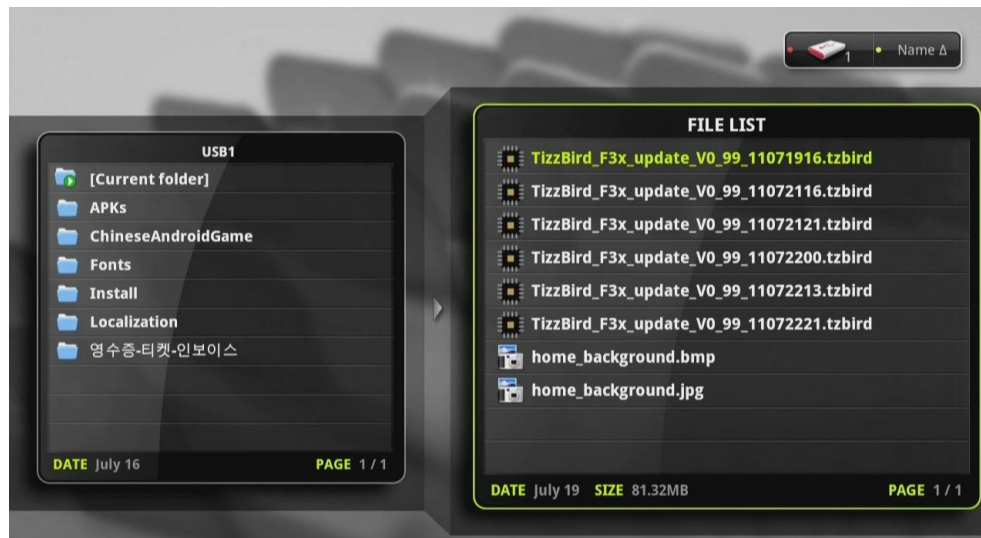 1
Name Δ
USB1
[Current folder]
APKs
ChineseAndroidGame
Fonts
Install
Localization
영수증-티켓-인보이스
DATE July 16
PAGE 1 / 1
FILE LIST
TizzBird_F3x_update_V0_99_11071916.tzbird
TizzBird_F3x_update_V0_99_11072116.tzbird
TizzBird_F3x_update_V0_99_11072121.tzbird
TizzBird_F3x_update_V0_99_11072200.tzbird
TizzBird_F3x_update_V0_99_11072213.tzbird
TizzBird_F3x_update_V0_99_11072221.tzbird
home_background.bmp
home_background.jpg
DATE July 19 SIZE 81.32MB
PAGE 1 / 1